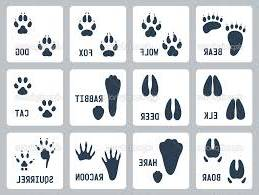 DOG
FOX
WOLF
BEAR
CAT
RABBIT
DEER
ELK
SQUIRREL
RACOON
HARE
BOAR